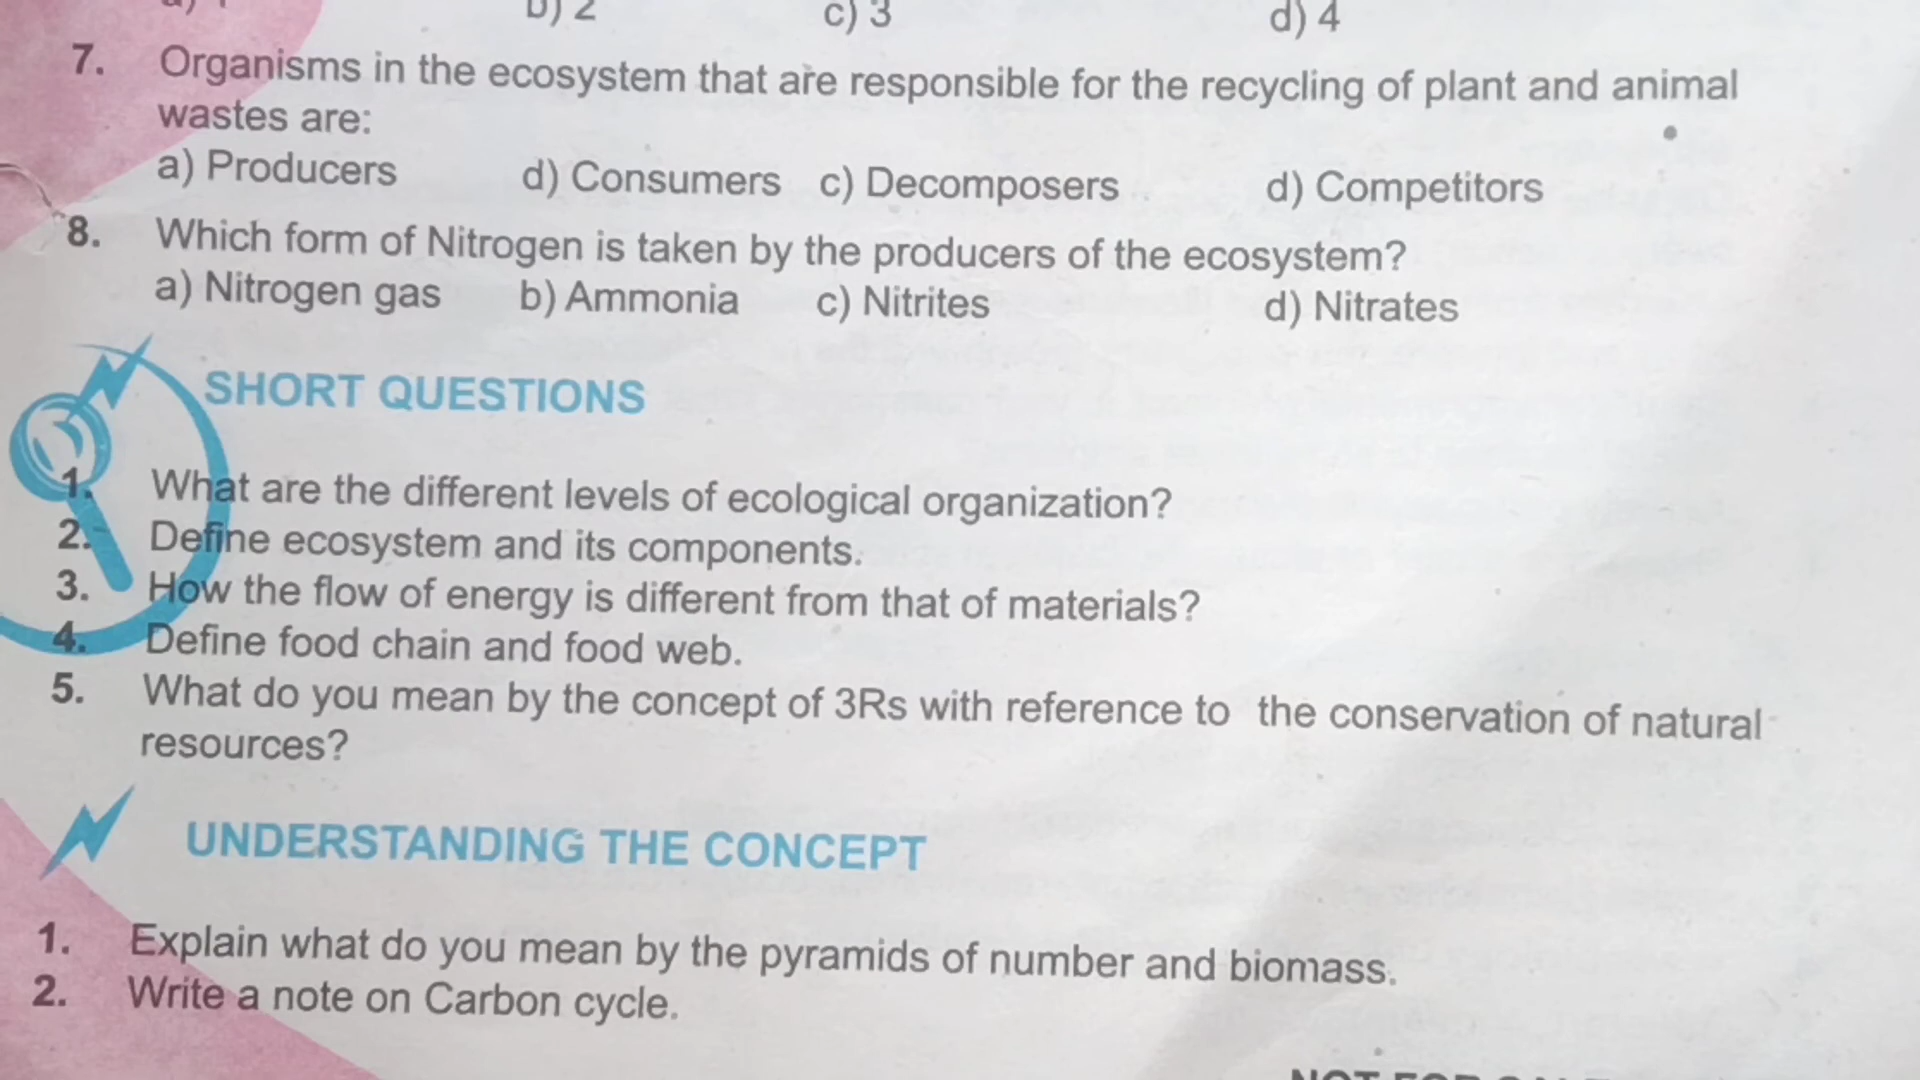 b) 2 c) 3 d) 4
7. Organisms in the ecosystem that are responsible for the recycling of plant and animal
wastes are:
a) Producers d) Consumers c) Decomposers d) Competitors
8. Which form of Nitrogen is taken by the producers of the ecosystem?
a) Nitrogen gas b) Ammonia c) Nitrites d) Nitrates
SHORT QUESTIONS
1. What are the different levels of ecological organization?
2. Define ecosystem and its components.
3. How the flow of energy is different from that of materials?
4. Define food chain and food web.
5. What do you mean by the concept of 3Rs with reference to the conservation of natural
resources?
UNDERSTANDING THE CONCEPT
1. Explain what do you mean by the pyramids of number and biomass.
2. Write a note on Carbon cycle.